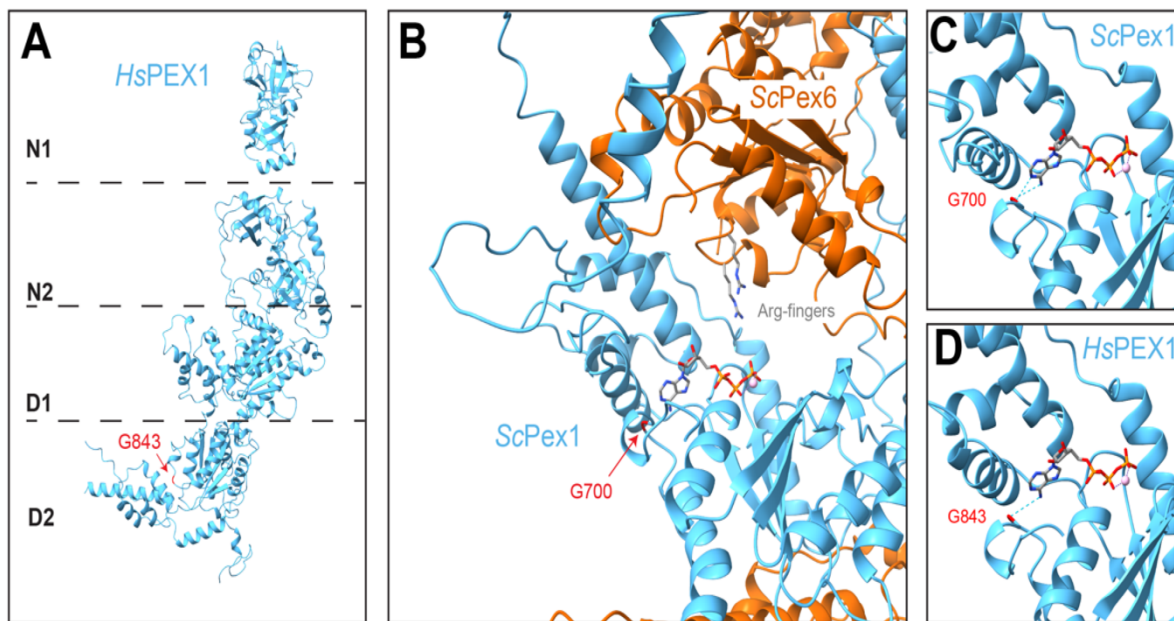 A
HsPEX1
N1
N2
D1
G843
D2
B
ScPex6
Arg-fingers
ScPex1
G700
C
ScPex1
G700
D
HsPEX1
G843